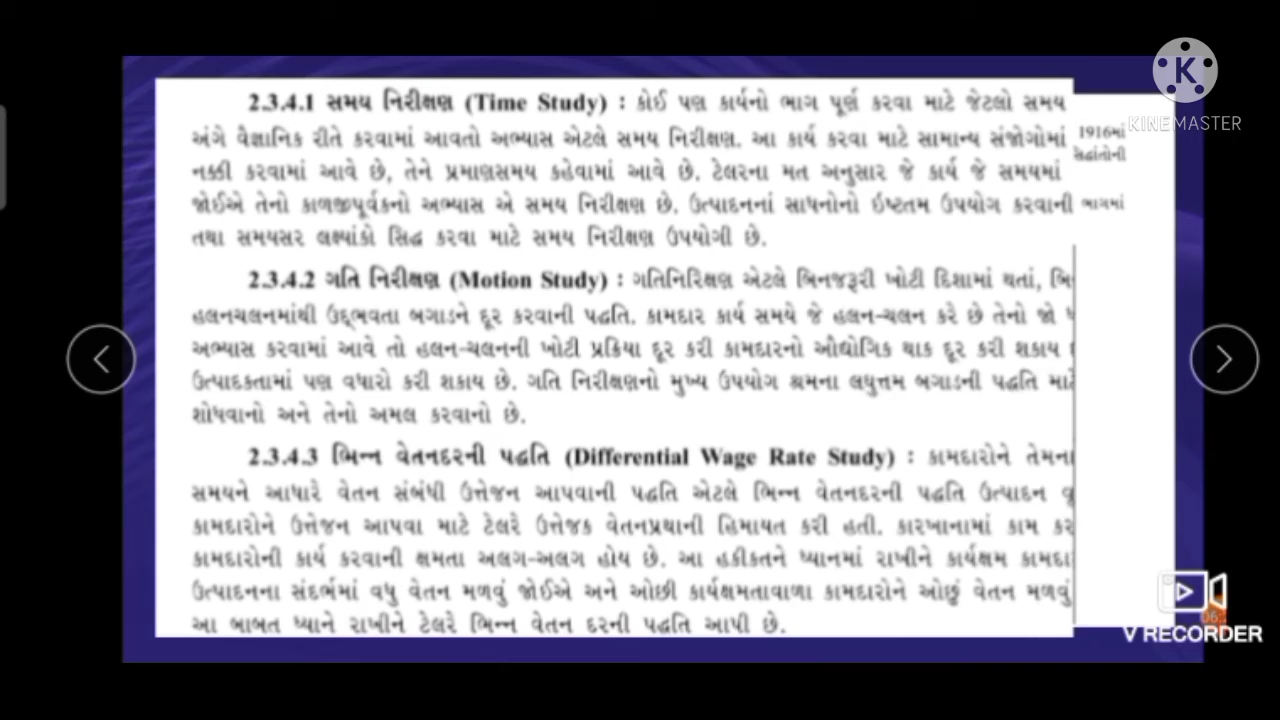 2.3.4.1 સમય નિરીક્ષણ (Time Study) : કોઈ પણ કાર્યનો ભાગ પૂર્ણ કરવા માટે જેટલો સમય
અંગે વૈજ્ઞાનિક રીતે કરવામાં આવતો અભ્યાસ એટલે સમય નિરીક્ષણ. આ કાર્ય કરવા માટે સામાન્ય સંજોગોમાં
નક્કી કરવામાં આવે છે, તેને પ્રમાણસમય કહેવામાં આવે છે. ટેલરના મત અનુસાર જે કાર્ય જે સમયમાં
જોઈએ તેનો કાળજીપૂર્વકનો અભ્યાસ એ સમય નિરીક્ષણ છે. ઉત્પાદનનાં સાધનોનો ઈષ્ટતમ ઉપયોગ કરવાની
તથા સમયસર લક્ષ્યાંકો સિદ્ધ કરવા માટે સમય નિરીક્ષણ ઉપયોગી છે.
2.3.4.2 ગતિ નિરીક્ષણ (Motion Study) : ગતિનિરિક્ષણ એટલે બિનજરૂરી ખોટી દિશામાં થતાં,
હલનચલનમાંથી ઉદ્ભવતા બગાડને દૂર કરવાની પદ્ધતિ. કામદાર કાર્ય સમયે જે હલન-ચલન કરે છે તેનો જો
અભ્યાસ કરવામાં આવે તો હલન-ચલનની ખોટી પ્રક્રિયા દૂર કરી કામદારનો ઔદ્યોગિક થાક દૂર કરી શકાય
ઉત્પાદકતામાં પણ વધારો કરી શકાય છે. ગતિ નિરીક્ષણનો મુખ્ય ઉપયોગ શ્રમના લઘુત્તમ બગાડની પદ્ધતિ માટે
શોધવાનો અને તેનો અમલ કરવાનો છે.
2.3.4.3 ભિન્ન વેતનદરની પદ્ધતિ (Differential Wage Rate Study) : કામદારોને તેમના
સમયને આધારે વેતન સંબંધી ઉત્તેજન આપવાની પદ્ધતિ એટલે ભિન્ન વેતનદરની પદ્ધતિ ઉત્પાદન
કામદારોને ઉત્તેજન આપવા માટે ટેલરે ઉત્તેજક વેતનપ્રથાની હિમાયત કરી હતી. કારખાનામાં કામ
કામદારોની કાર્ય કરવાની ક્ષમતા અલગ-અલગ હોય છે. આ હકીકતને ધ્યાનમાં રાખીને કાર્યક્ષમ
ઉત્પાદનના સંદર્ભમાં વધુ વેતન મળવું જોઈએ અને ઓછી કાર્યક્ષમતાવાળા કામદારોને ઓછું વેતન મળવું
આ બાબત ધ્યાને રાખીને ટેલરે ભિન્ન વેતન દરની પદ્ધતિ આપી છે.
1916માં
સિદ્ધાંતોની
ભાગમાં
K
KINEMASTER
V RECORDER